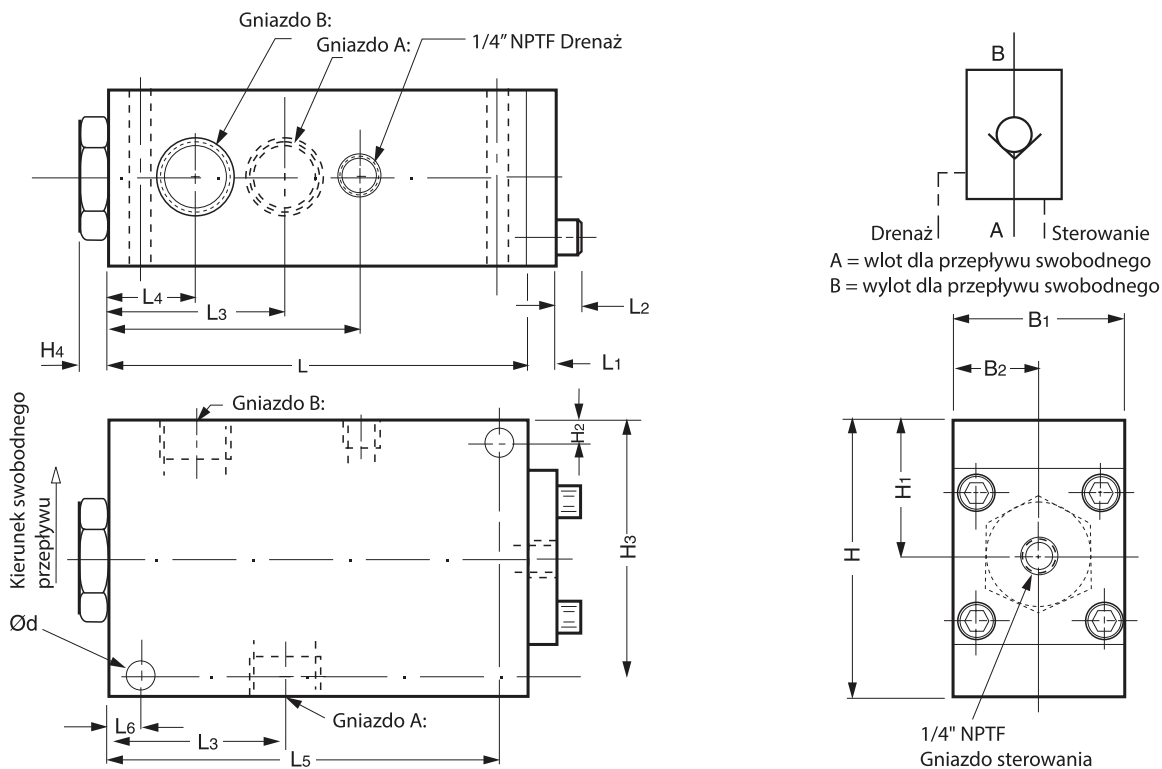 Gniazdo B:
Gniazdo A:
1/4” NPTF Drenaż
L4
L3
L2
H4
L
L1
B
Drenaż
A
Sterowanie
A = wlot dla przepływu swobodnego
B = wylot dla przepływu swobodnego
Kierunek swobodnego
przepływu
Gniazdo B:
H2
H3
Ød
L6
L3
L5
Gniazdo A:
B1
B2
H1
H
1/4" NPTF
Gniazdo sterowania